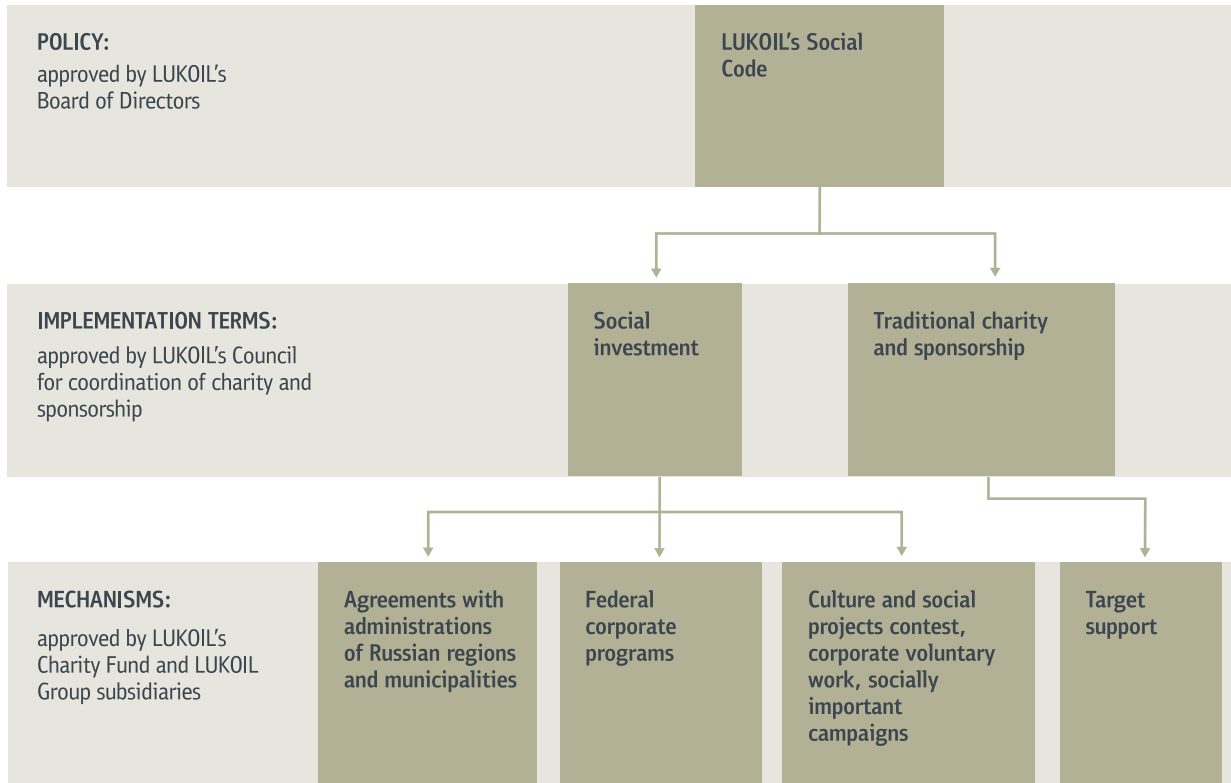 POLICY:
approved by LUKOIL's
Board of Directors
LUKOIL's Social
Code
IMPLEMENTATION TERMS:
approved by LUKOIL's Council
for coordination of charity and
sponsorship
Social
investment
Traditional charity
and sponsorship
MECHANISMS:
approved by LUKOIL's
Charity Fund and LUKOIL
Group subsidiaries
Agreements with
administrations
of Russian regions
and municipalities
Federal
corporate
programs
Culture and social
projects contest,
corporate voluntary
work, socially
important
campaigns
Target
support